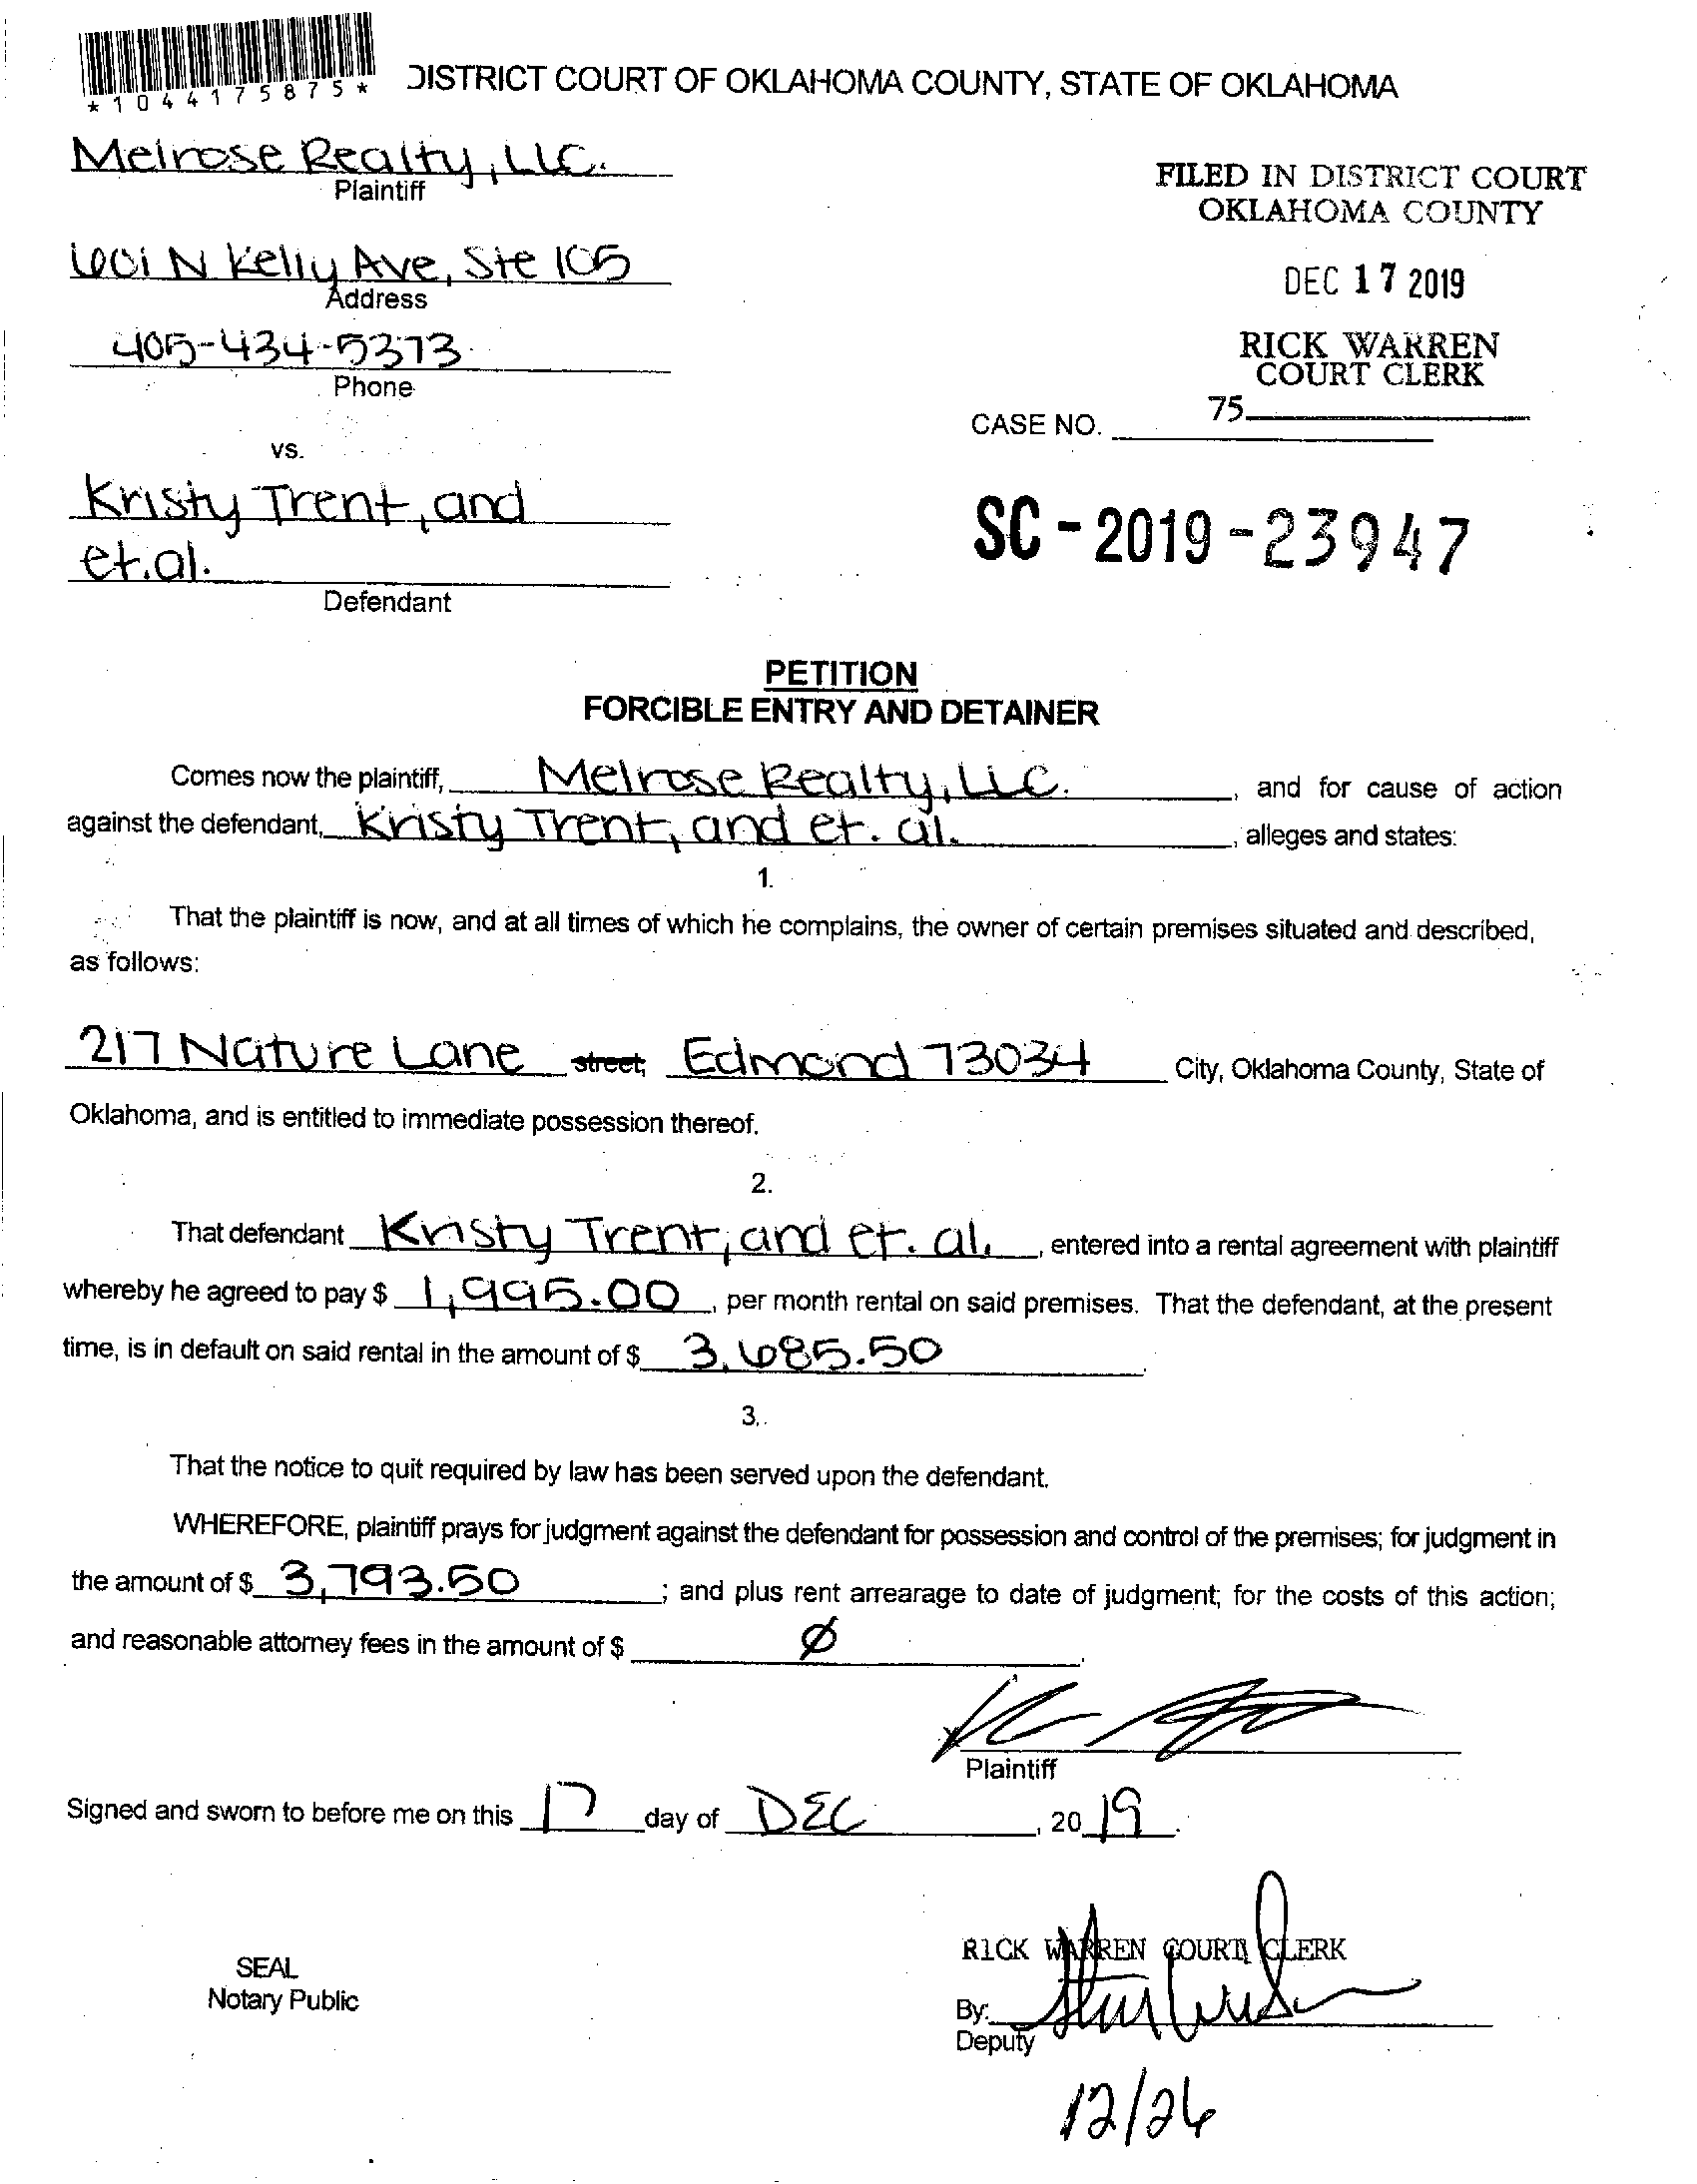 *1044175875*
DISTRICT COURT OF OKLAHOMA COUNTY, STATE OF OKLAHOMA
Melrose Realty, LLC.
Plaintiff
FILED IN DISTRICT COURT
OKLAHOMA COUNTY
601 N Kelly Ave, Ste 105
Address
DEC 17 2019
405-434-5373
Phone
RICK WARREN
COURT CLERK
75
CASE NO.
vs.
Kristy Trent, and
et. al.
Defendant
SC-2019-23947
PETITION
FORCIBLE ENTRY AND DETAINER
Comes now the plaintiff, Melrose Realty, LLC. , and for cause of action
against the defendant, Kristy Trent, and et. al. , alleges and states:
1.
That the plaintiff is now, and at all times of which he complains, the owner of certain premises situated and described,
as follows:
217 Nature Lane street, Edmond 73034 City, Oklahoma County, State of
Oklahoma, and is entitled to immediate possession thereof.
2.
That defendant Kristy Trent, and et. al. , entered into a rental agreement with plaintiff
whereby he agreed to pay $ 1,995.00 , per month rental on said premises. That the defendant, at the present
time, is in default on said rental in the amount of $ 3,685.50 .
3.
That the notice to quit required by law has been served upon the defendant.
WHEREFORE, plaintiff prays for judgment against the defendant for possession and control of the premises; for judgment in
the amount of $ 3,793.50 ; and plus rent arrearage to date of judgment; for the costs of this action;
and reasonable attorney fees in the amount of $ Ø .
Plaintiff
Signed and sworn to before me on this 17 day of DEC , 20 19 .
SEAL
Notary Public
RICK WARREN COURT CLERK
By:
Deputy
12/26